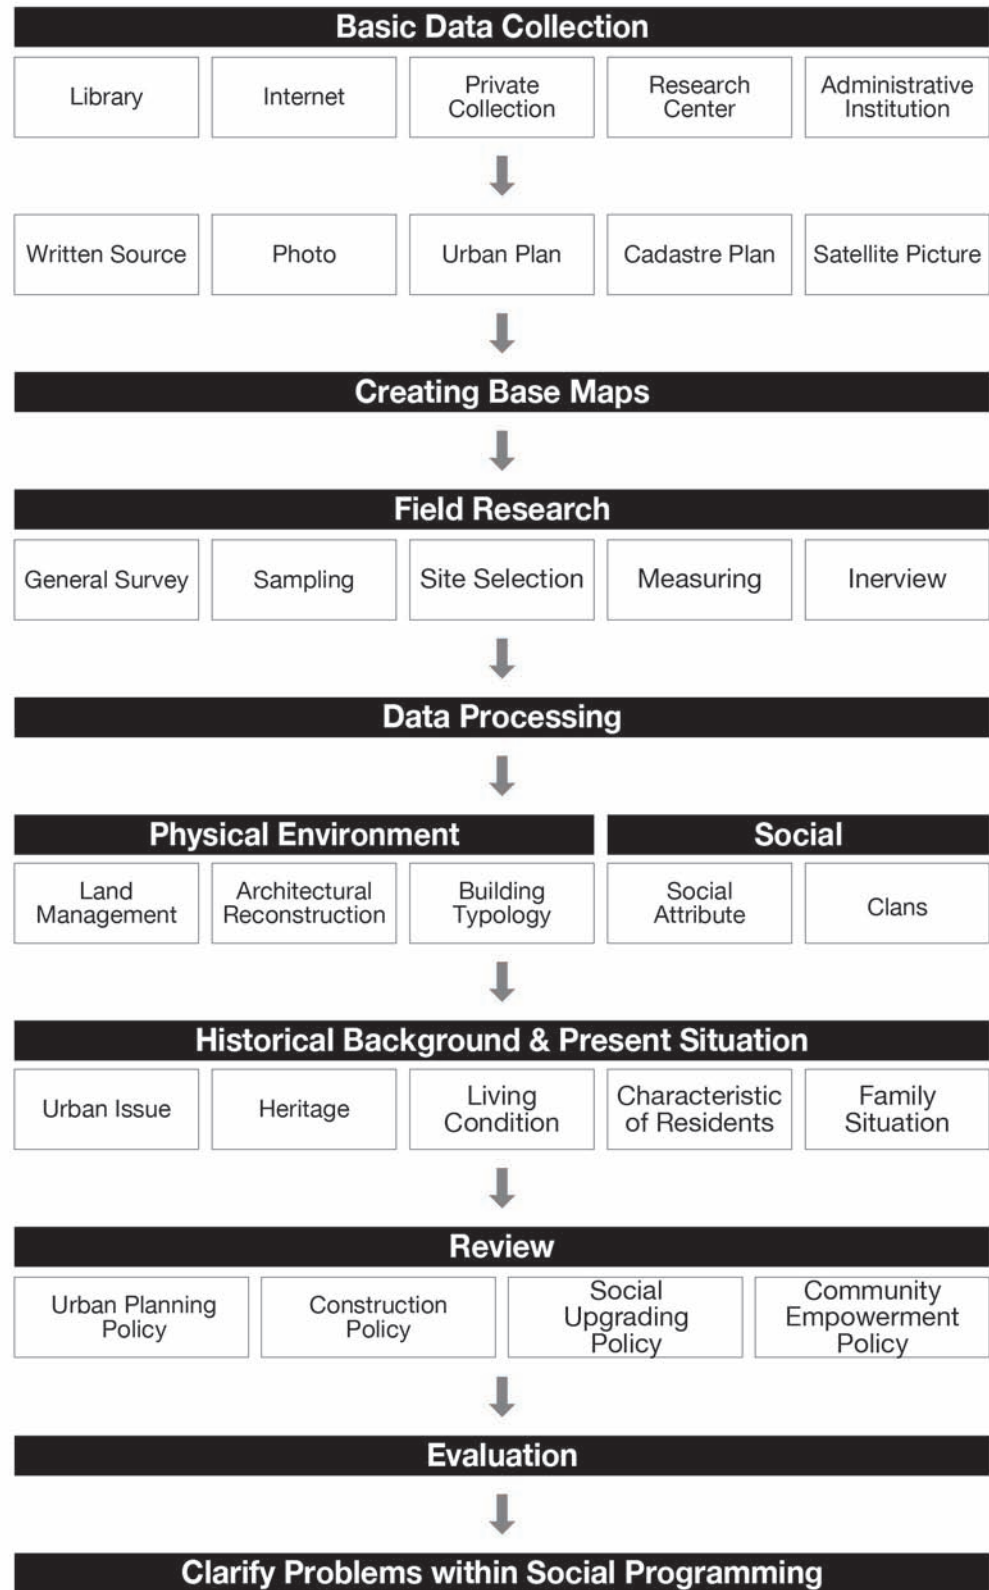 Basic Data Collection
Library
Internet
Private
Collection
Research
Center
Administrative
Institution
Written Source
Photo
Urban Plan
Cadastre Plan
Satellite Picture
Creating Base Maps
Field Research
General Survey
Sampling
Site Selection
Measuring
Inerview
Data Processing
Physical Environment
Social
Land
Management
Architectural
Reconstruction
Building
Typology
Social
Attribute
Clans
Historical Background & Present Situation
Urban Issue
Heritage
Living
Condition
Characteristic
of Residents
Family
Situation
Review
Urban Planning
Policy
Construction
Policy
Social
Upgrading
Policy
Community
Empowerment
Policy
Evaluation
Clarify Problems within Social Programming